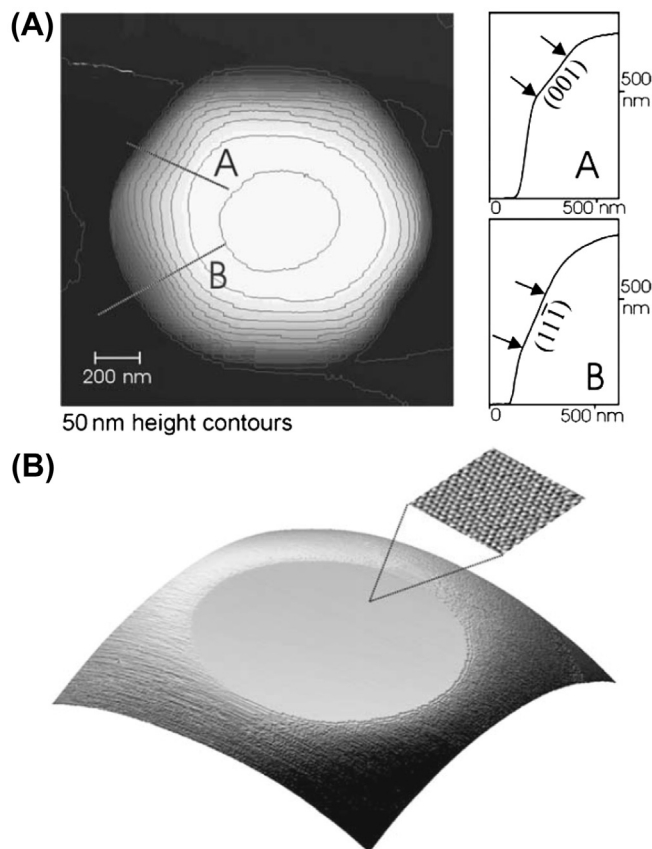 (A)
A
B
200 nm
50 nm height contours
500
nm
(001)
A
0
500 nm
500
nm
(111̄)
B
0
500 nm
(B)